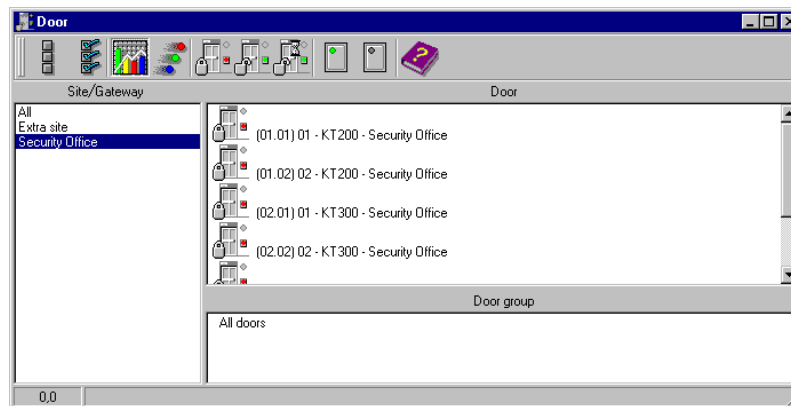 Door
Site/Gateway
Door
All
Extra site
Security Office
(01.01) 01 - KT200 - Security Office
(01.02) 02 - KT200 - Security Office
(02.01) 01 - KT300 - Security Office
(02.02) 02 - KT300 - Security Office
Door group
All doors
0,0